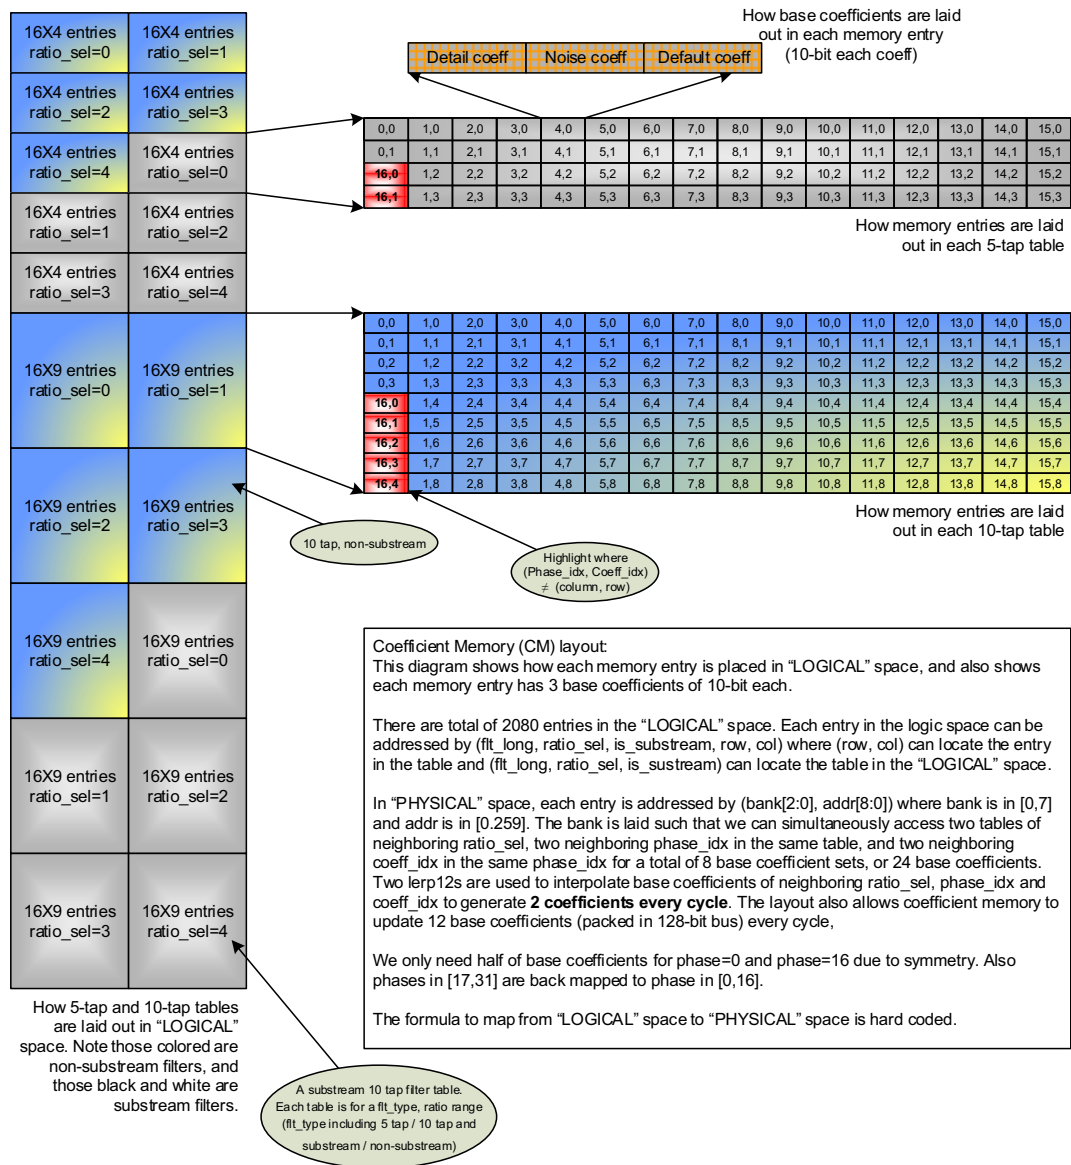 16X4 entries
ratio_sel=0
16X4 entries
ratio_sel=1
16X4 entries
ratio_sel=2
16X4 entries
ratio_sel=3
16X4 entries
ratio_sel=4
16X4 entries
ratio_sel=0
16X4 entries
ratio_sel=1
16X4 entries
ratio_sel=2
16X4 entries
ratio_sel=3
16X4 entries
ratio_sel=4
16X9 entries
ratio_sel=0
16X9 entries
ratio_sel=1
16X9 entries
ratio_sel=2
16X9 entries
ratio_sel=3
16X9 entries
ratio_sel=4
16X9 entries
ratio_sel=0
16X9 entries
ratio_sel=1
16X9 entries
ratio_sel=2
16X9 entries
ratio_sel=3
16X9 entries
ratio_sel=4
How 5-tap and 10-tap tables
are laid out in “LOGICAL”
space. Note those colored are
non-substream filters, and
those black and white are
substream filters.
How base coefficients are laid
out in each memory entry
(10-bit each coeff)
Detail coeff Noise coeff Default coeff
0,0 1,0 2,0 3,0 4,0 5,0 6,0 7,0 8,0 9,0 10,0 11,0 12,0 13,0 14,0 15,0
0,1 1,1 2,1 3,1 4,1 5,1 6,1 7,1 8,1 9,1 10,1 11,1 12,1 13,1 14,1 15,1
16,0 1,2 2,2 3,2 4,2 5,2 6,2 7,2 8,2 9,2 10,2 11,2 12,2 13,2 14,2 15,2
16,1 1,3 2,3 3,3 4,3 5,3 6,3 7,3 8,3 9,3 10,3 11,3 12,3 13,3 14,3 15,3
How memory entries are laid
out in each 5-tap table
0,0 1,0 2,0 3,0 4,0 5,0 6,0 7,0 8,0 9,0 10,0 11,0 12,0 13,0 14,0 15,0
0,1 1,1 2,1 3,1 4,1 5,1 6,1 7,1 8,1 9,1 10,1 11,1 12,1 13,1 14,1 15,1
0,2 1,2 2,2 3,2 4,2 5,2 6,2 7,2 8,2 9,2 10,2 11,2 12,2 13,2 14,2 15,2
0,3 1,3 2,3 3,3 4,3 5,3 6,3 7,3 8,3 9,3 10,3 11,3 12,3 13,3 14,3 15,3
16,0 1,4 2,4 3,4 4,4 5,4 6,4 7,4 8,4 9,4 10,4 11,4 12,4 13,4 14,4 15,4
16,1 1,5 2,5 3,5 4,5 5,5 6,5 7,5 8,5 9,5 10,5 11,5 12,5 13,5 14,5 15,5
16,2 1,6 2,6 3,6 4,6 5,6 6,6 7,6 8,6 9,6 10,6 11,6 12,6 13,6 14,6 15,6
16,3 1,7 2,7 3,7 4,7 5,7 6,7 7,7 8,7 9,7 10,7 11,7 12,7 13,7 14,7 15,7
16,4 1,8 2,8 3,8 4,8 5,8 6,8 7,8 8,8 9,8 10,8 11,8 12,8 13,8 14,8 15,8
How memory entries are laid
out in each 10-tap table
10 tap, non-substream
Highlight where
(Phase_idx, Coeff_idx)
≠ (column, row)
Coefficient Memory (CM) layout:
This diagram shows how each memory entry is placed in “LOGICAL” space, and also shows
each memory entry has 3 base coefficients of 10-bit each.
There are total of 2080 entries in the “LOGICAL” space. Each entry in the logic space can be
addressed by (flt_long, ratio_sel, is_substream, row, col) where (row, col) can locate the entry
in the table and (flt_long, ratio_sel, is_sustream) can locate the table in the “LOGICAL” space.
In “PHYSICAL” space, each entry is addressed by (bank[2:0], addr[8:0]) where bank is in [0,7]
and addr is in [0.259]. The bank is laid such that we can simultaneously access two tables of
neighboring ratio_sel, two neighboring phase_idx in the same table, and two neighboring
coeff_idx in the same phase_idx for a total of 8 base coefficient sets, or 24 base coefficients.
Two lerp12s are used to interpolate base coefficients of neighboring ratio_sel, phase_idx and
coeff_idx to generate 2 coefficients every cycle. The layout also allows coefficient memory to
update 12 base coefficients (packed in 128-bit bus) every cycle,
We only need half of base coefficients for phase=0 and phase=16 due to symmetry. Also
phases in [17,31] are back mapped to phase in [0,16].
The formula to map from “LOGICAL” space to “PHYSICAL” space is hard coded.
A substream 10 tap filter table.
Each table is for a flt_type, ratio range
(flt_type including 5 tap / 10 tap and
substream / non-substream)